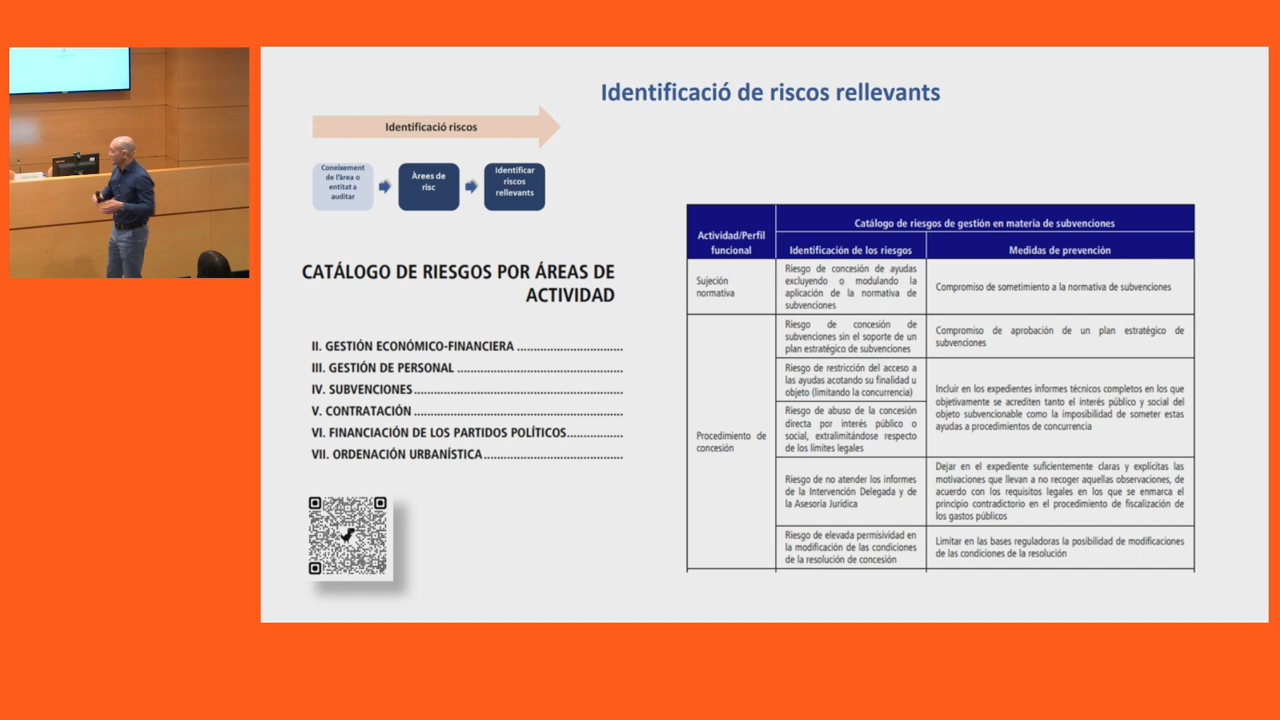 Identificació de riscos rellevants
Identificació riscos
Coneixement
de l'àrea o
entitat a
auditar
Àrees de
risc
Identificar
riscos
rellevants
CATÁLOGO DE RIESGOS POR ÁREAS DE
ACTIVIDAD
II. GESTIÓN ECONÓMICO-FINANCIERA ................................
III. GESTIÓN DE PERSONAL ..................................................
IV. SUBVENCIONES...............................................................
V. CONTRATACIÓN ...............................................................
VI. FINANCIACIÓN DE LOS PARTIDOS POLÍTICOS.................
VII. ORDENACIÓN URBANÍSTICA..........................................
Actividad/Perfil
funcional
Catálogo de riesgos de gestión en materia de subvenciones
Identificación de los riesgos
Medidas de prevención
Sujeción
normativa
Riesgo de concesión de ayudas
excluyendo o modulando la
aplicación de la normativa de
subvenciones
Compromiso de sometimiento a la normativa de subvenciones
Procedimiento de
concesión
Riesgo de concesión de
subvenciones sin el soporte de un
plan estratégico de subvenciones
Compromiso de aprobación de un plan estratégico de
subvenciones
Riesgo de restricción del acceso a
las ayudas acotando su finalidad u
objeto (limitando la concurrencia)
Riesgo de abuso de la concesión
directa por interés público o
social, extralimitándose respecto
de los límites legales
Incluir en los expedientes informes técnicos completos en los que
objetivamente se acrediten tanto el interés público y social del
objeto subvencionable como la imposibilidad de someter estas
ayudas a procedimientos de concurrencia
Riesgo de no atender los informes
de la Intervención Delegada y de
la Asesoría Jurídica
Dejar en el expediente suficientemente claras y explícitas las
motivaciones que llevan a no recoger aquellas observaciones, de
acuerdo con los requisitos legales en los que se enmarca el
principio contradictorio en el procedimiento de fiscalización de
los gastos públicos
Riesgo de elevada permisividad en
la modificación de las condiciones
de la resolución de concesión
Limitar en las bases reguladoras la posibilidad de modificaciones
de las condiciones de la resolución